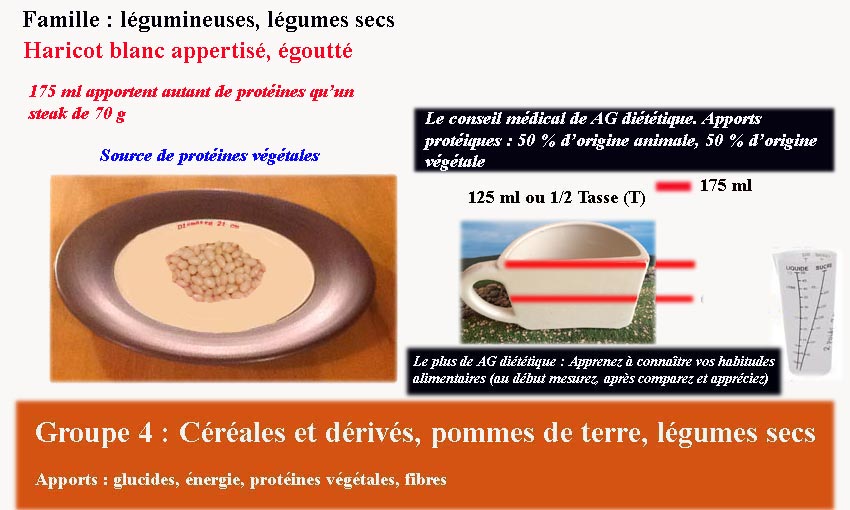 Famille : légumineuses, légumes secs
Haricot blanc appertisé, égoutté
175 ml apportent autant de protéines qu'un
steak de 70 g
Source de protéines végétales
Le conseil médical de AG diététique. Apports
protéiques : 50 % d'origine animale, 50 % d'origine
végétale
125 ml ou 1/2 Tasse (T)
175 ml
Diamètre 21 cm
LIQUIDE SUCRE
Le plus de AG diététique : Apprenez à connaître vos habitudes
alimentaires (au début mesurez, après comparez et appréciez)
Groupe 4 : Céréales et dérivés, pommes de terre, légumes secs
Apports : glucides, énergie, protéines végétales, fibres